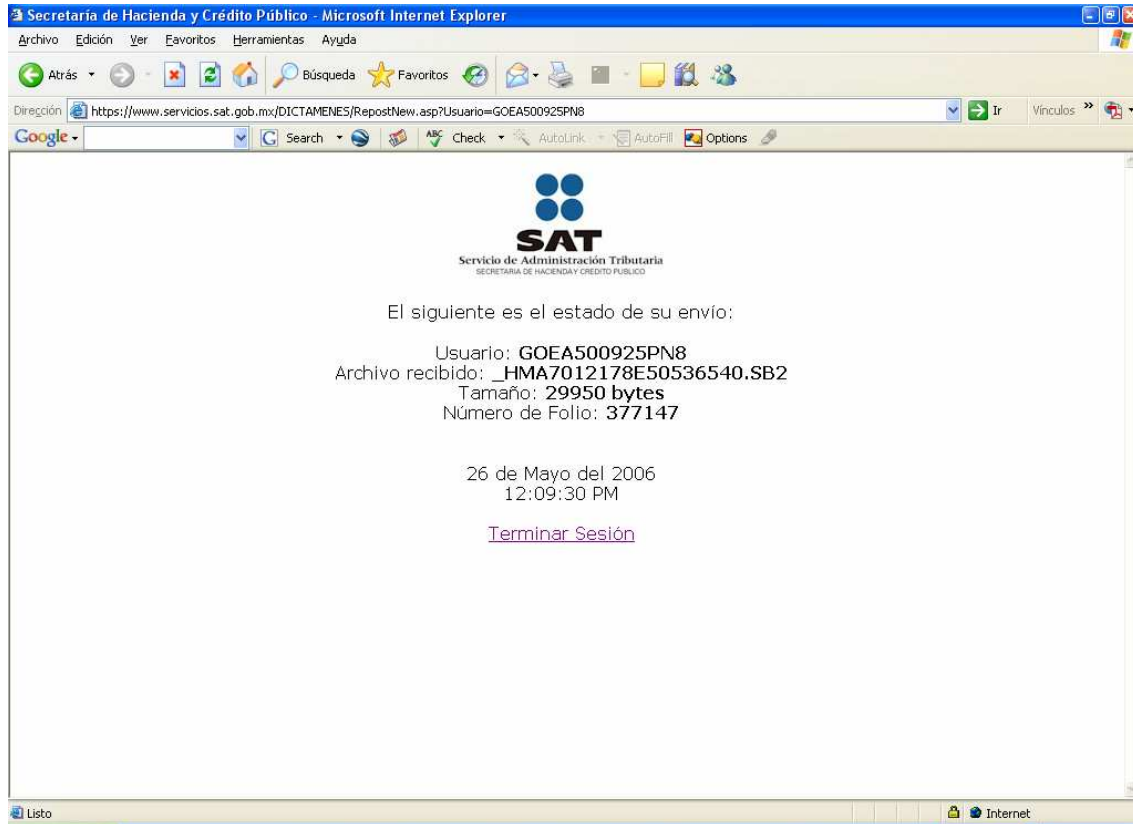 Secretaría de Hacienda y Crédito Público - Microsoft Internet Explorer
Archivo Edición Ver Favoritos Herramientas Ayuda
Atrás Búsqueda Favoritos
Dirección https://www.servicios.sat.gob.mx/DICTAMENES/RepostNew.asp?Usuario=GOEA500925PN8 Ir Vínculos »
Google Search ABC Check AutoLink AutoFill Options
SAT
Servicio de Administración Tributaria
SECRETARIA DE HACIENDA Y CREDITO PUBLICO
El siguiente es el estado de su envío:
Usuario: GOEA500925PN8
Archivo recibido: _HMA7012178E50536540.SB2
Tamaño: 29950 bytes
Número de Folio: 377147
26 de Mayo del 2006
12:09:30 PM
Terminar Sesión
Listo Internet